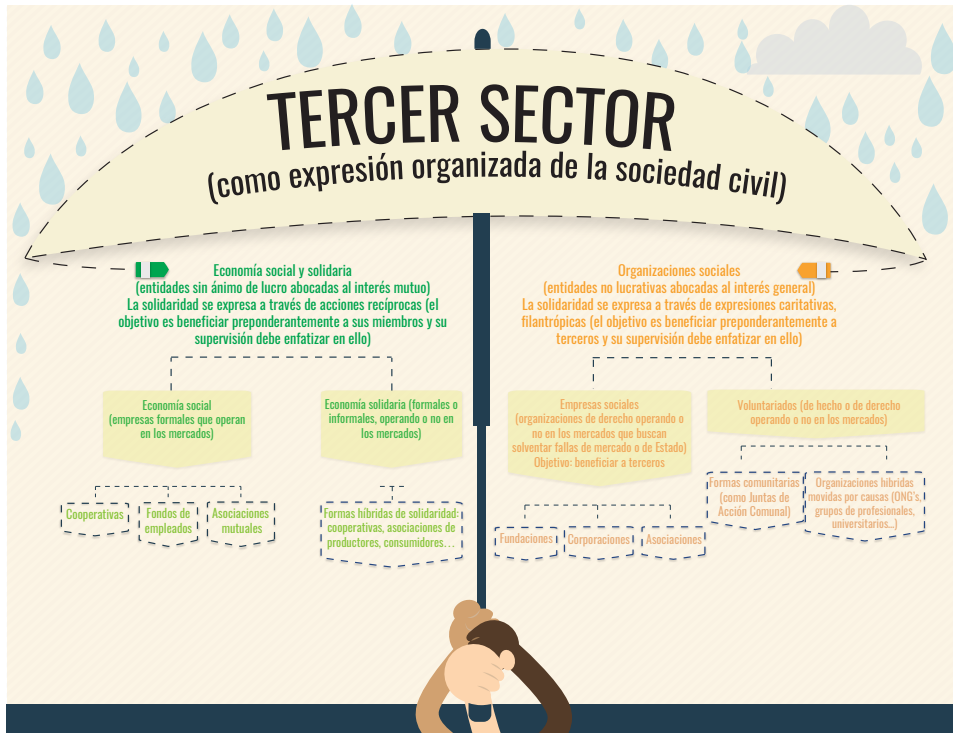 TERCER SECTOR
(como expresión organizada de la sociedad civil)
Economía social y solidaria
(entidades sin ánimo de lucro abocadas al interés mutuo)
La solidaridad se expresa a través de acciones recíprocas (el
objetivo es beneficiar preponderantemente a sus miembros y su
supervisión debe enfatizar en ello)
Organizaciones sociales
(entidades no lucrativas abocadas al interés general)
La solidaridad se expresa a través de expresiones caritativas,
filantrópicas (el objetivo es beneficiar preponderantemente a
terceros y su supervisión debe enfatizar en ello)
Economía social
(empresas formales que operan
en los mercados)
Economía solidaria (formales o
informales, operando o no en
los mercados)
Empresas sociales
(organizaciones de derecho operando o
no en los mercados que buscan
solventar fallas de mercado o de Estado)
Objetivo: beneficiar a terceros
Voluntariados (de hecho o de derecho
operando o no en los mercados)
Cooperativas
Fondos de
empleados
Asociaciones
mutuales
Formas híbridas de solidaridad:
cooperativas, asociaciones de
productores, consumidores...
Fundaciones
Corporaciones
Asociaciones
Formas comunitarias
(como Juntas de
Acción Comunal)
Organizaciones híbridas
movidas por causas (ONG's,
grupos de profesionales,
universitarios...)